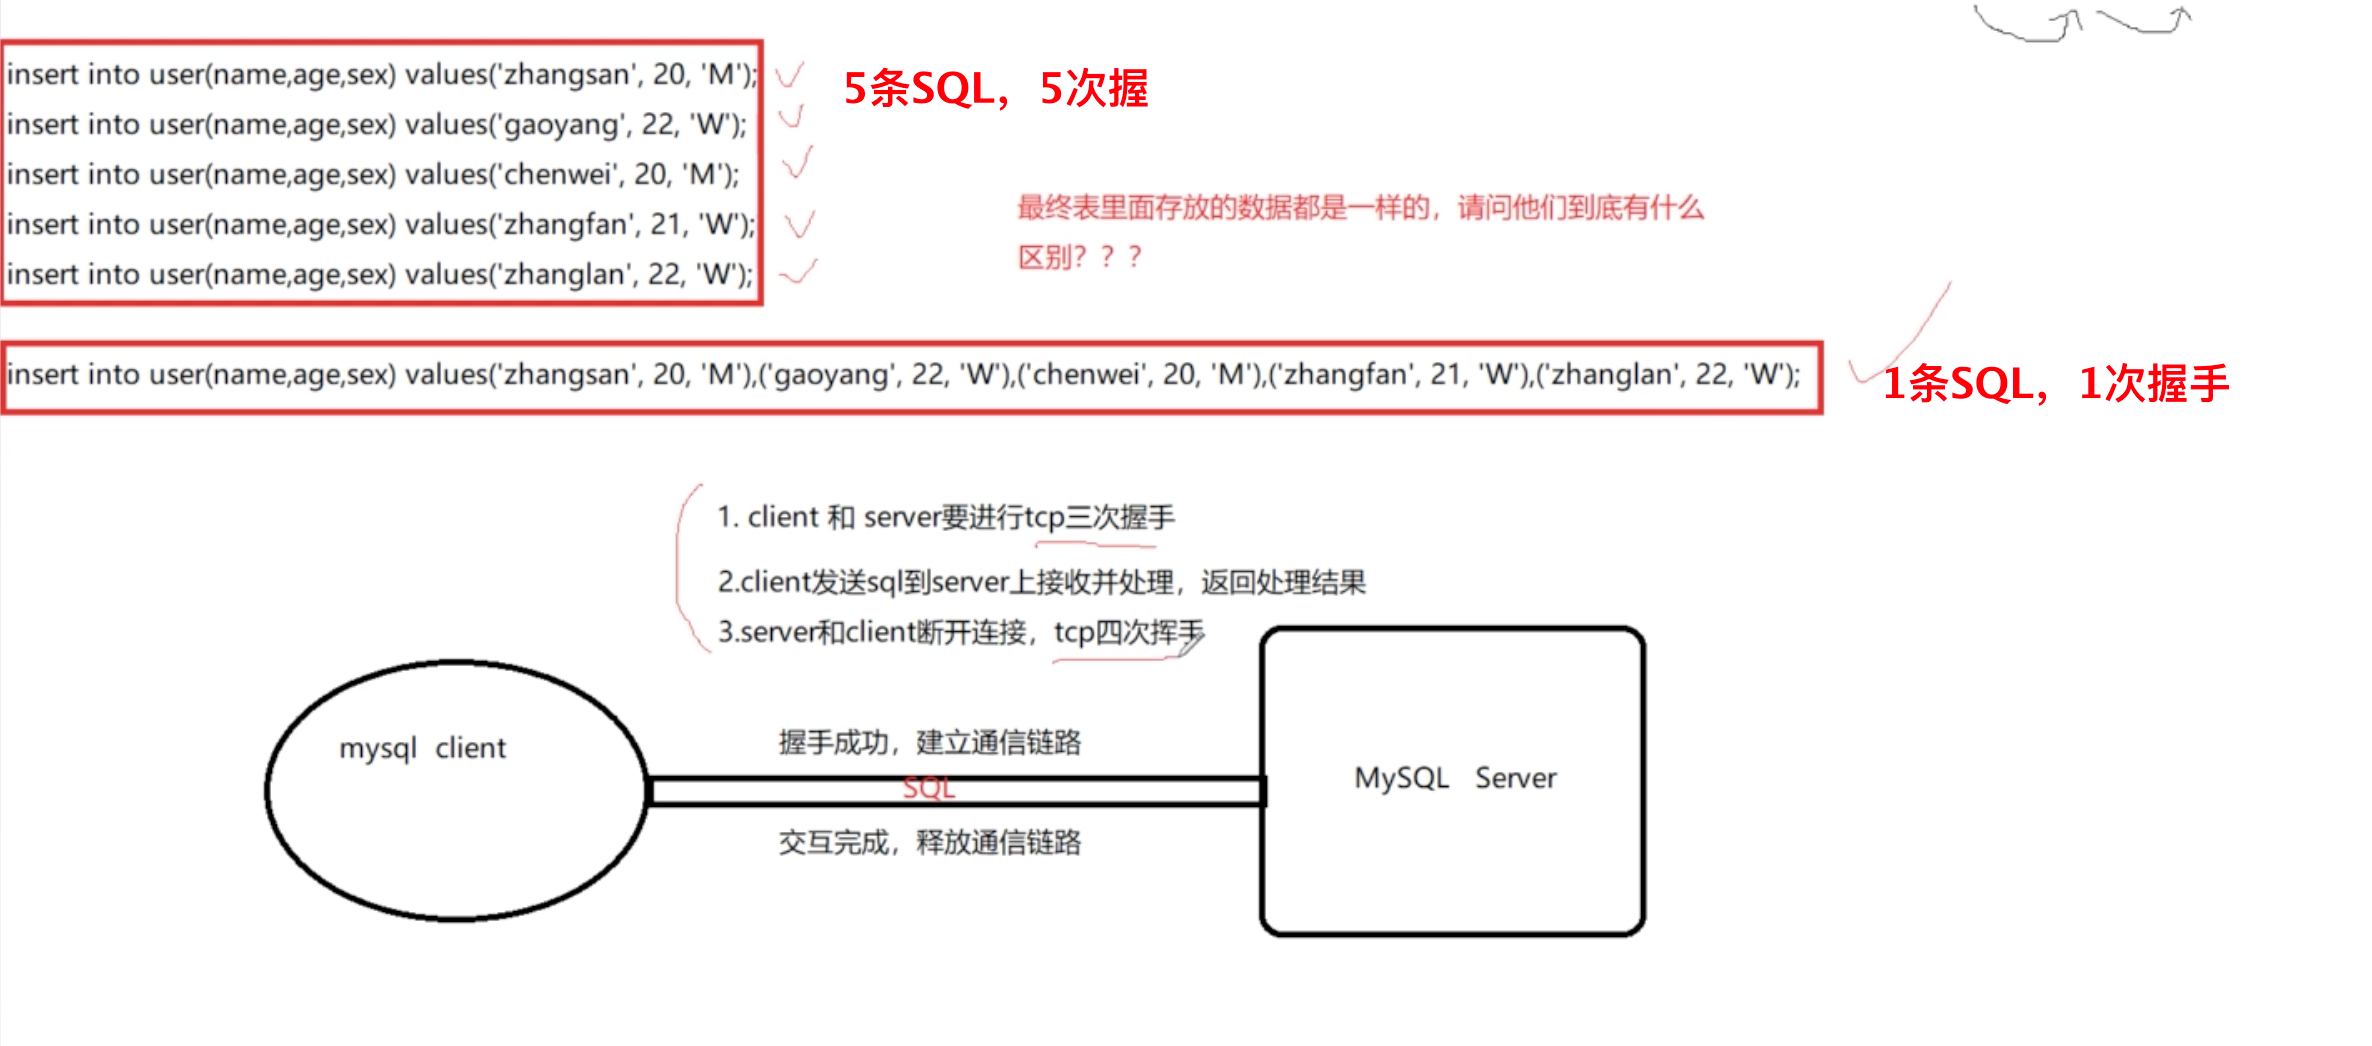 insert into user(name,age,sex) values('zhangsan', 20, 'M');
5条SQL，5次握
insert into user(name,age,sex) values('gaoyang', 22, 'W');
insert into user(name,age,sex) values('chenwei', 20, 'M');
insert into user(name,age,sex) values('zhangfan', 21, 'W');
insert into user(name,age,sex) values('zhanglan', 22, 'W');
最终表里面存放的数据都是一样的，请问他们到底有什么
区别？？？
insert into user(name,age,sex) values('zhangsan', 20, 'M'),('gaoyang', 22, 'W'),('chenwei', 20, 'M'),('zhangfan', 21, 'W'),('zhanglan', 22, 'W');
1条SQL，1次握手
1. client 和 server要进行tcp三次握手
2.client发送sql到server上接收并处理，返回处理结果
3.server和client断开连接，tcp四次挥手
握手成功，建立通信链路
mysql client
SQL
MySQL Server
交互完成，释放通信链路